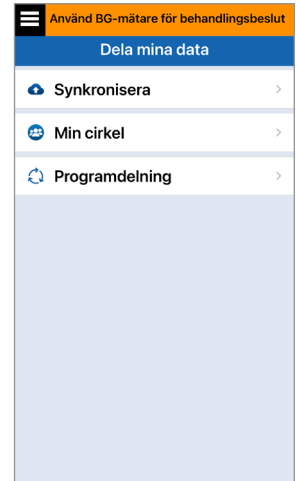 Använd BG-mätare för behandlingsbeslut
Dela mina data
Synkronisera
Min cirkel
Programdelning